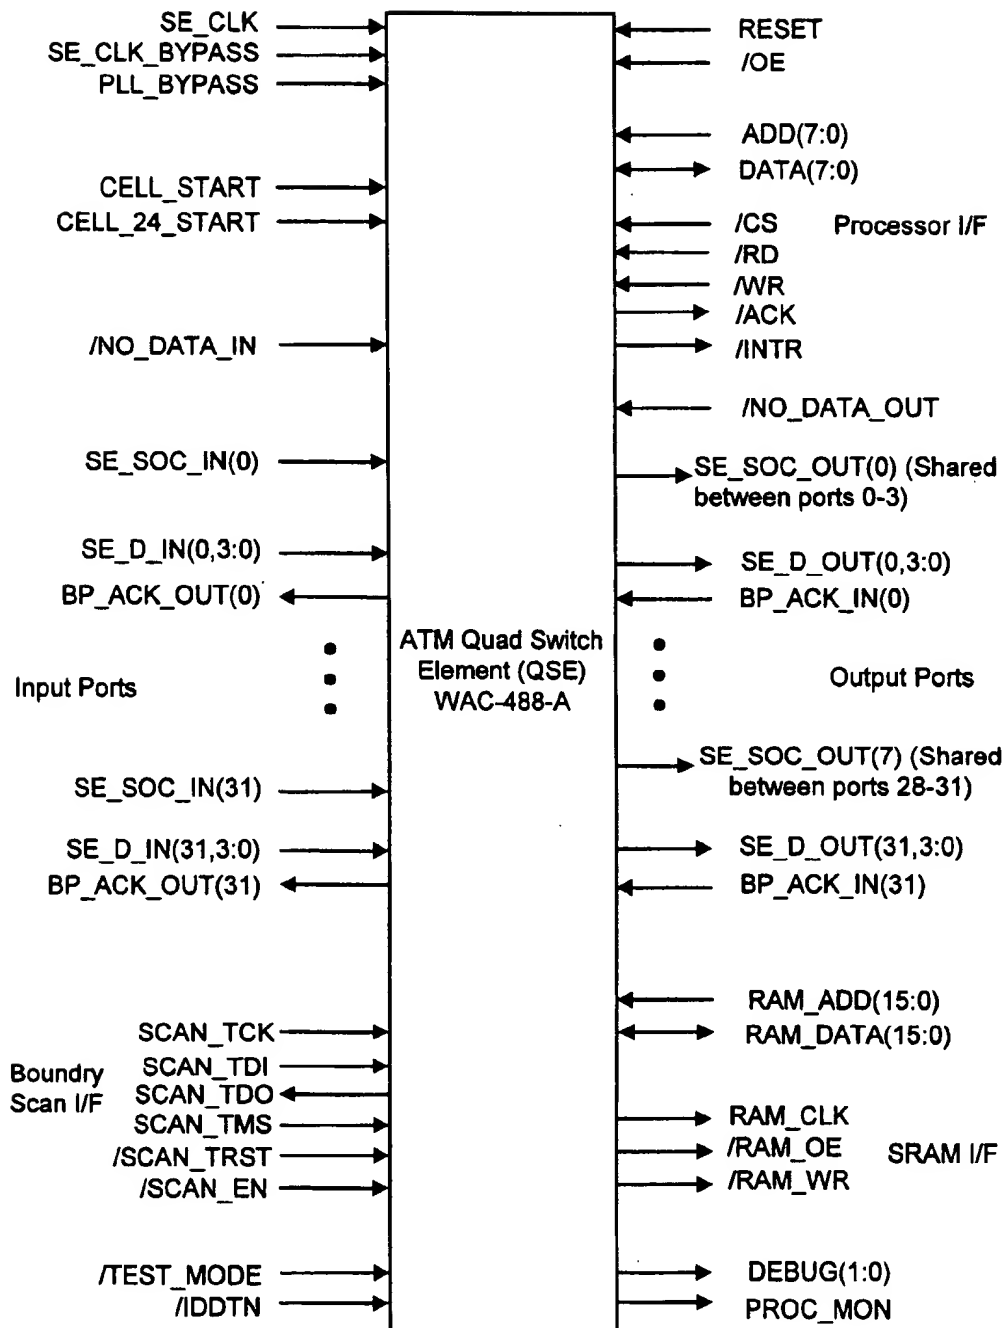 SE_CLK
SE_CLK_BYPASS
PLL_BYPASS
CELL_START
CELL_24_START
/NO_DATA_IN
SE_SOC_IN(0)
SE_D_IN(0,3:0)
BP_ACK_OUT(0)
Input Ports
SE_SOC_IN(31)
SE_D_IN(31,3:0)
BP_ACK_OUT(31)
SCAN_TCK
SCAN_TDI
SCAN_TDO
SCAN_TMS
/SCAN_TRST
/SCAN_EN
Boundry
Scan I/F
/TEST_MODE
/IDDTN
ATM Quad Switch
Element (QSE)
WAC-488-A
RESET
/OE
ADD(7:0)
DATA(7:0)
/CS
/RD
/WR
/ACK
/INTR
Processor I/F
/NO_DATA_OUT
SE_SOC_OUT(0) (Shared
between ports 0-3)
SE_D_OUT(0,3:0)
BP_ACK_IN(0)
Output Ports
SE_SOC_OUT(7) (Shared
between ports 28-31)
SE_D_OUT(31,3:0)
BP_ACK_IN(31)
RAM_ADD(15:0)
RAM_DATA(15:0)
RAM_CLK
/RAM_OE
/RAM_WR
SRAM I/F
DEBUG(1:0)
PROC_MON